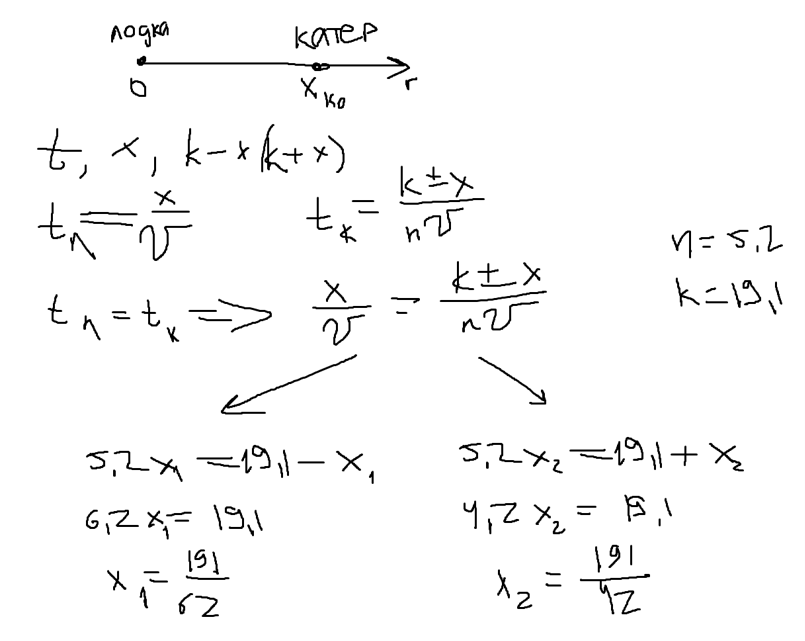 лодка катер
0 x_ко r
t, x, k-x(k+x)
t_л = x/v t_к = (k±x)/(nv)
n = 5,2
t_л = t_к => x/v = (k±x)/(nv)
k = 19,1
5,2x₁ = 19,1 - x₁ 5,2x₂ = 19,1 + x₂
6,2x₁ = 19,1 4,2x₂ = 19,1
x₁ = 191/62 x₂ = 191/42